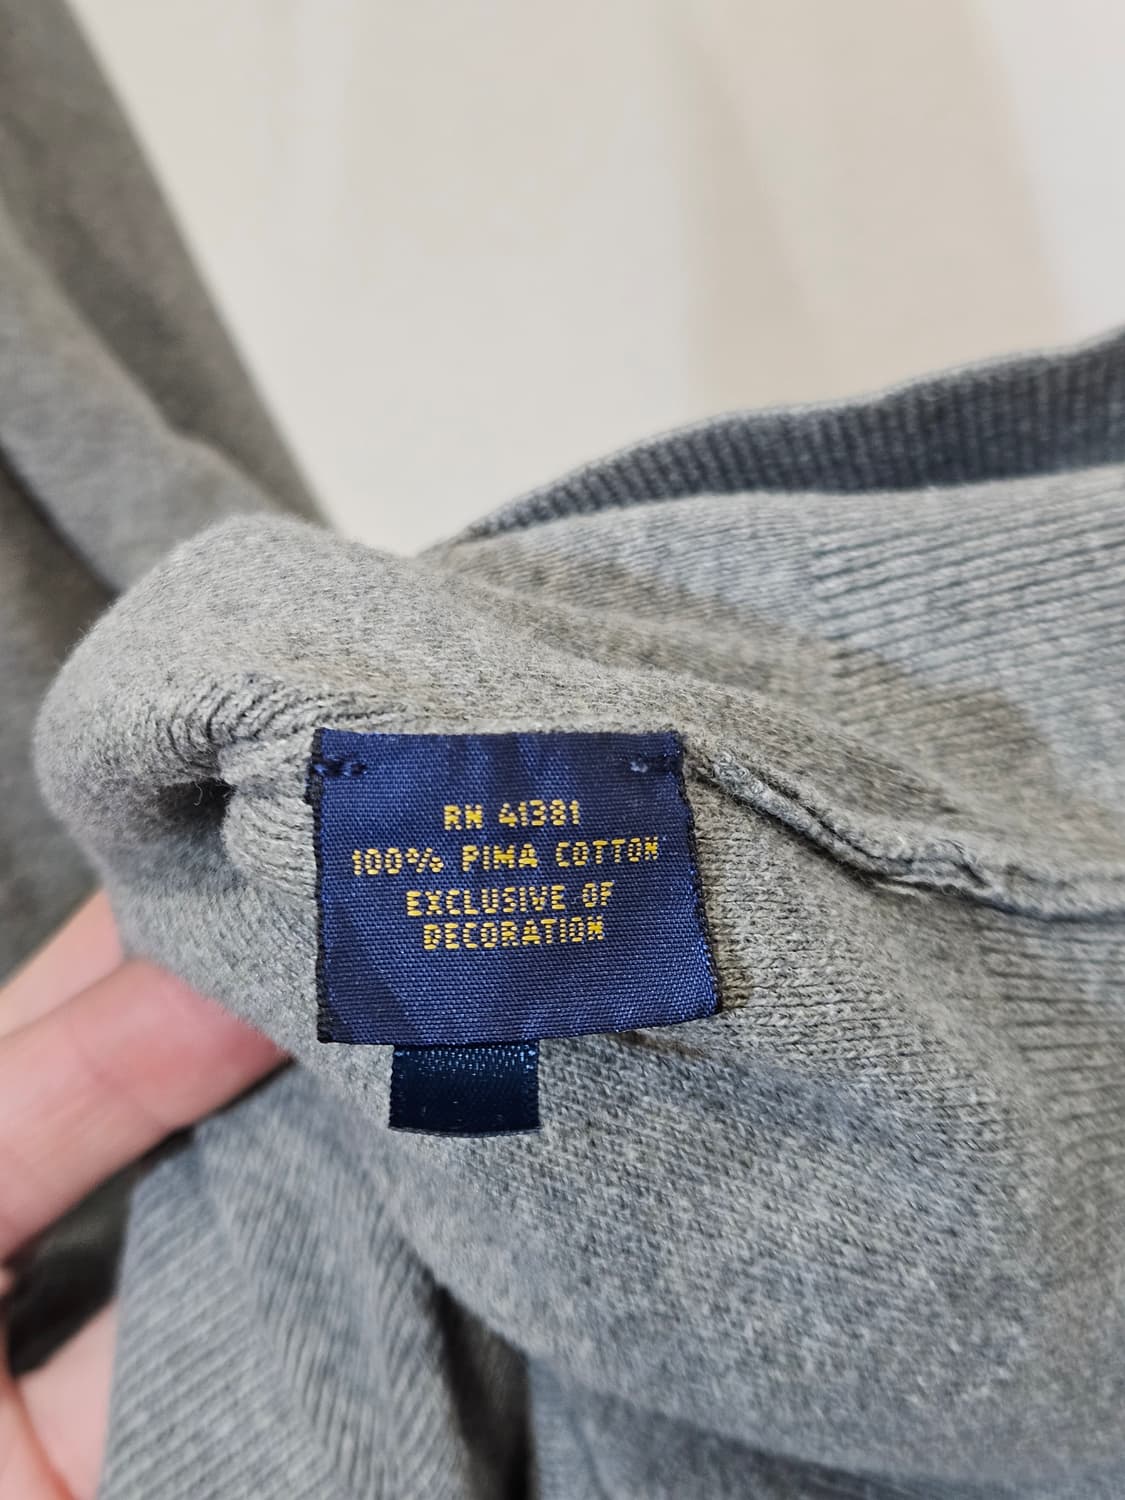 RN 41381
100% PIMA COTTON
EXCLUSIVE OF
DECORATION